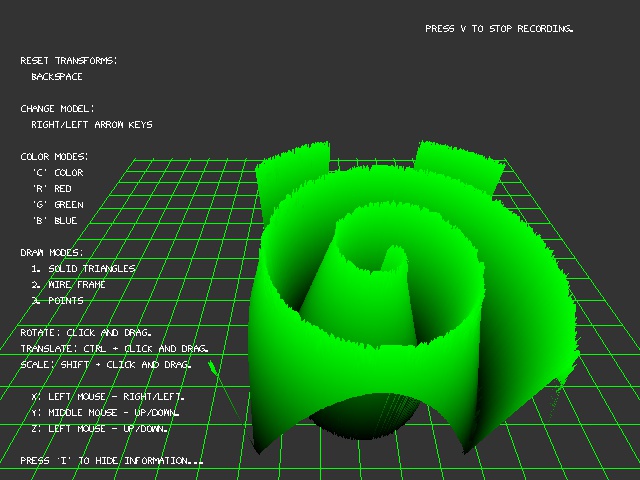 PRESS V TO STOP RECORDING.
RESET TRANSFORMS:
BACKSPACE
CHANGE MODEL:
RIGHT/LEFT ARROW KEYS
COLOR MODES:
'C' COLOR
'R' RED
'G' GREEN
'B' BLUE
DRAW MODES:
1. SOLID TRIANGLES
2. WIRE FRAME
3. POINTS
ROTATE: CLICK AND DRAG.
TRANSLATE: CTRL + CLICK AND DRAG.
SCALE: SHIFT + CLICK AND DRAG.
X: LEFT MOUSE - RIGHT/LEFT.
Y: MIDDLE MOUSE - UP/DOWN.
Z: LEFT MOUSE - UP/DOWN.
PRESS 'I' TO HIDE INFORMATION...